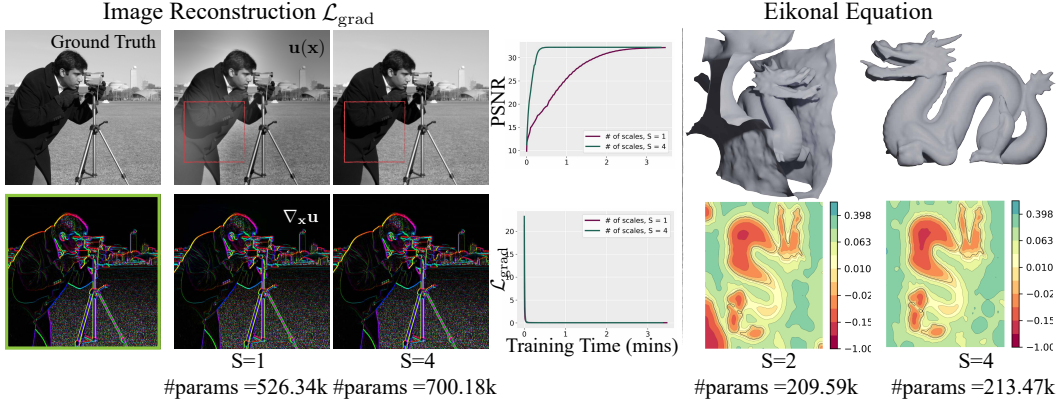 Image Reconstruction ℒgrad
Ground Truth
u(x)
∇ₓu
S=1
#params =526.34k
S=4
#params =700.18k
PSNR
30
25
20
15
10
0
1
2
3
# of scales, S = 1
# of scales, S = 4
ℒgrad
20
15
10
5
0
0
1
2
3
# of scales, S = 1
# of scales, S = 4
Training Time (mins)
Eikonal Equation
0.398
0.063
0.010
−0.02
−0.15
−1.00
S=2
#params =209.59k
0.398
0.063
0.010
−0.02
−0.15
−1.00
S=4
#params =213.47k